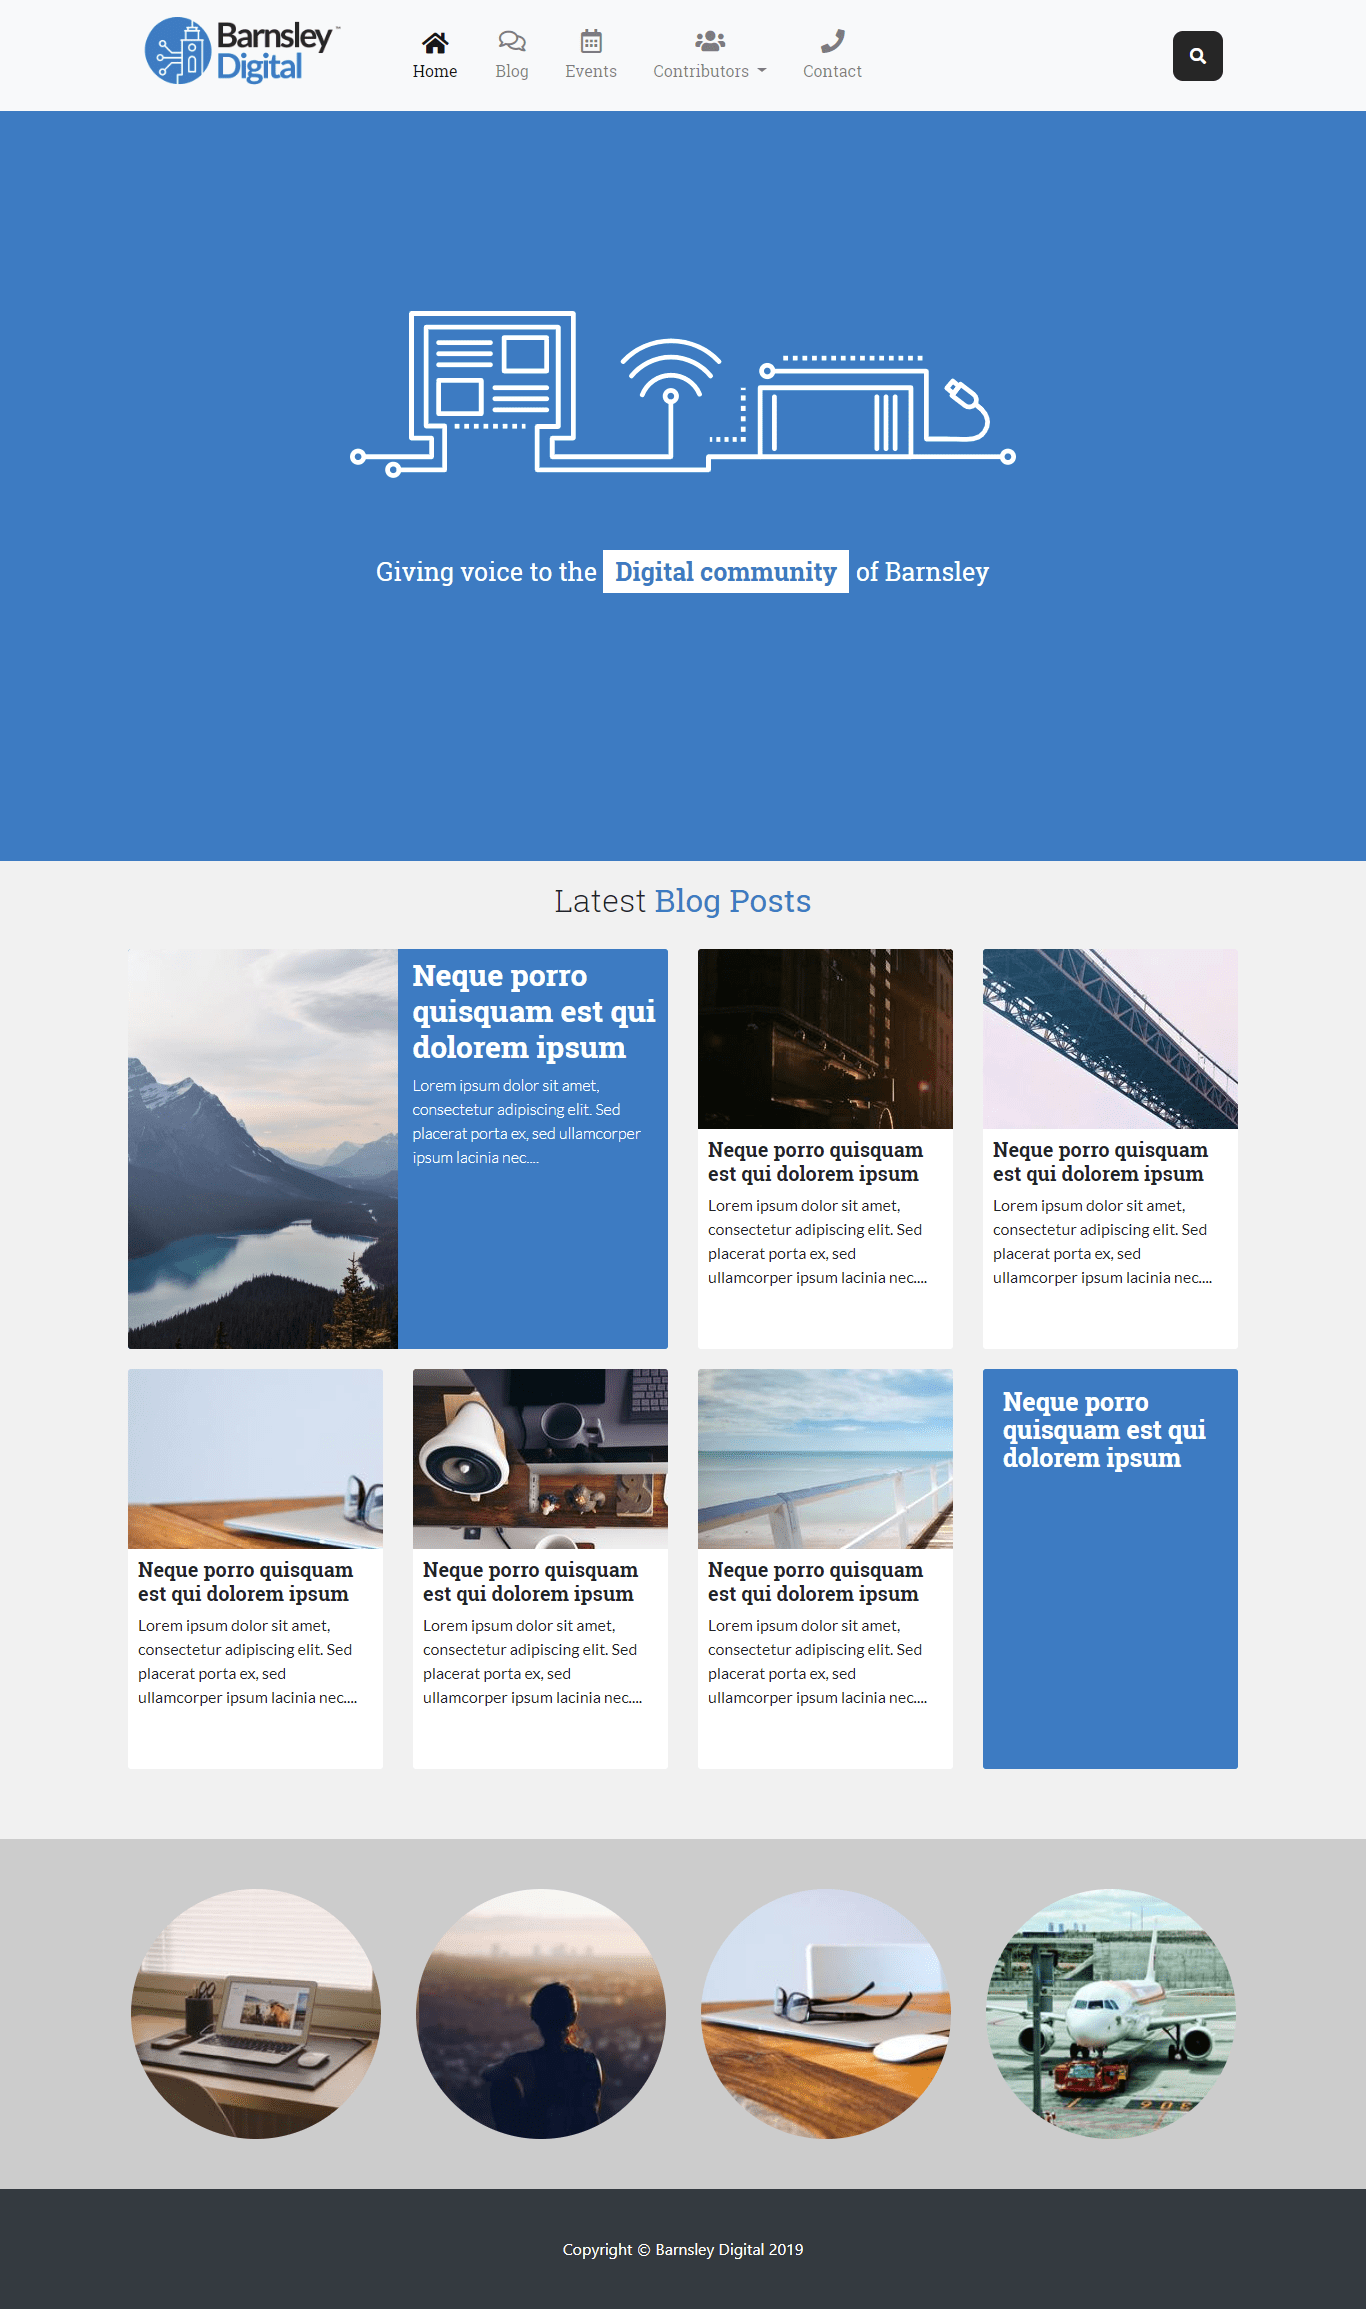 Barnsley™
Digital
Home
Blog
Events
Contributors
Contact
Giving voice to the Digital community of Barnsley
Latest Blog Posts
Neque porro
quisquam est qui
dolorem ipsum
Lorem ipsum dolor sit amet,
consectetur adipiscing elit. Sed
placerat porta ex, sed ullamcorper
ipsum lacinia nec....
Neque porro quisquam
est qui dolorem ipsum
Lorem ipsum dolor sit amet,
consectetur adipiscing elit. Sed
placerat porta ex, sed
ullamcorper ipsum lacinia nec....
Neque porro quisquam
est qui dolorem ipsum
Lorem ipsum dolor sit amet,
consectetur adipiscing elit. Sed
placerat porta ex, sed
ullamcorper ipsum lacinia nec....
Neque porro quisquam
est qui dolorem ipsum
Lorem ipsum dolor sit amet,
consectetur adipiscing elit. Sed
placerat porta ex, sed
ullamcorper ipsum lacinia nec....
Neque porro quisquam
est qui dolorem ipsum
Lorem ipsum dolor sit amet,
consectetur adipiscing elit. Sed
placerat porta ex, sed
ullamcorper ipsum lacinia nec....
Neque porro quisquam
est qui dolorem ipsum
Lorem ipsum dolor sit amet,
consectetur adipiscing elit. Sed
placerat porta ex, sed
ullamcorper ipsum lacinia nec....
Neque porro
quisquam est qui
dolorem ipsum
Copyright © Barnsley Digital 2019